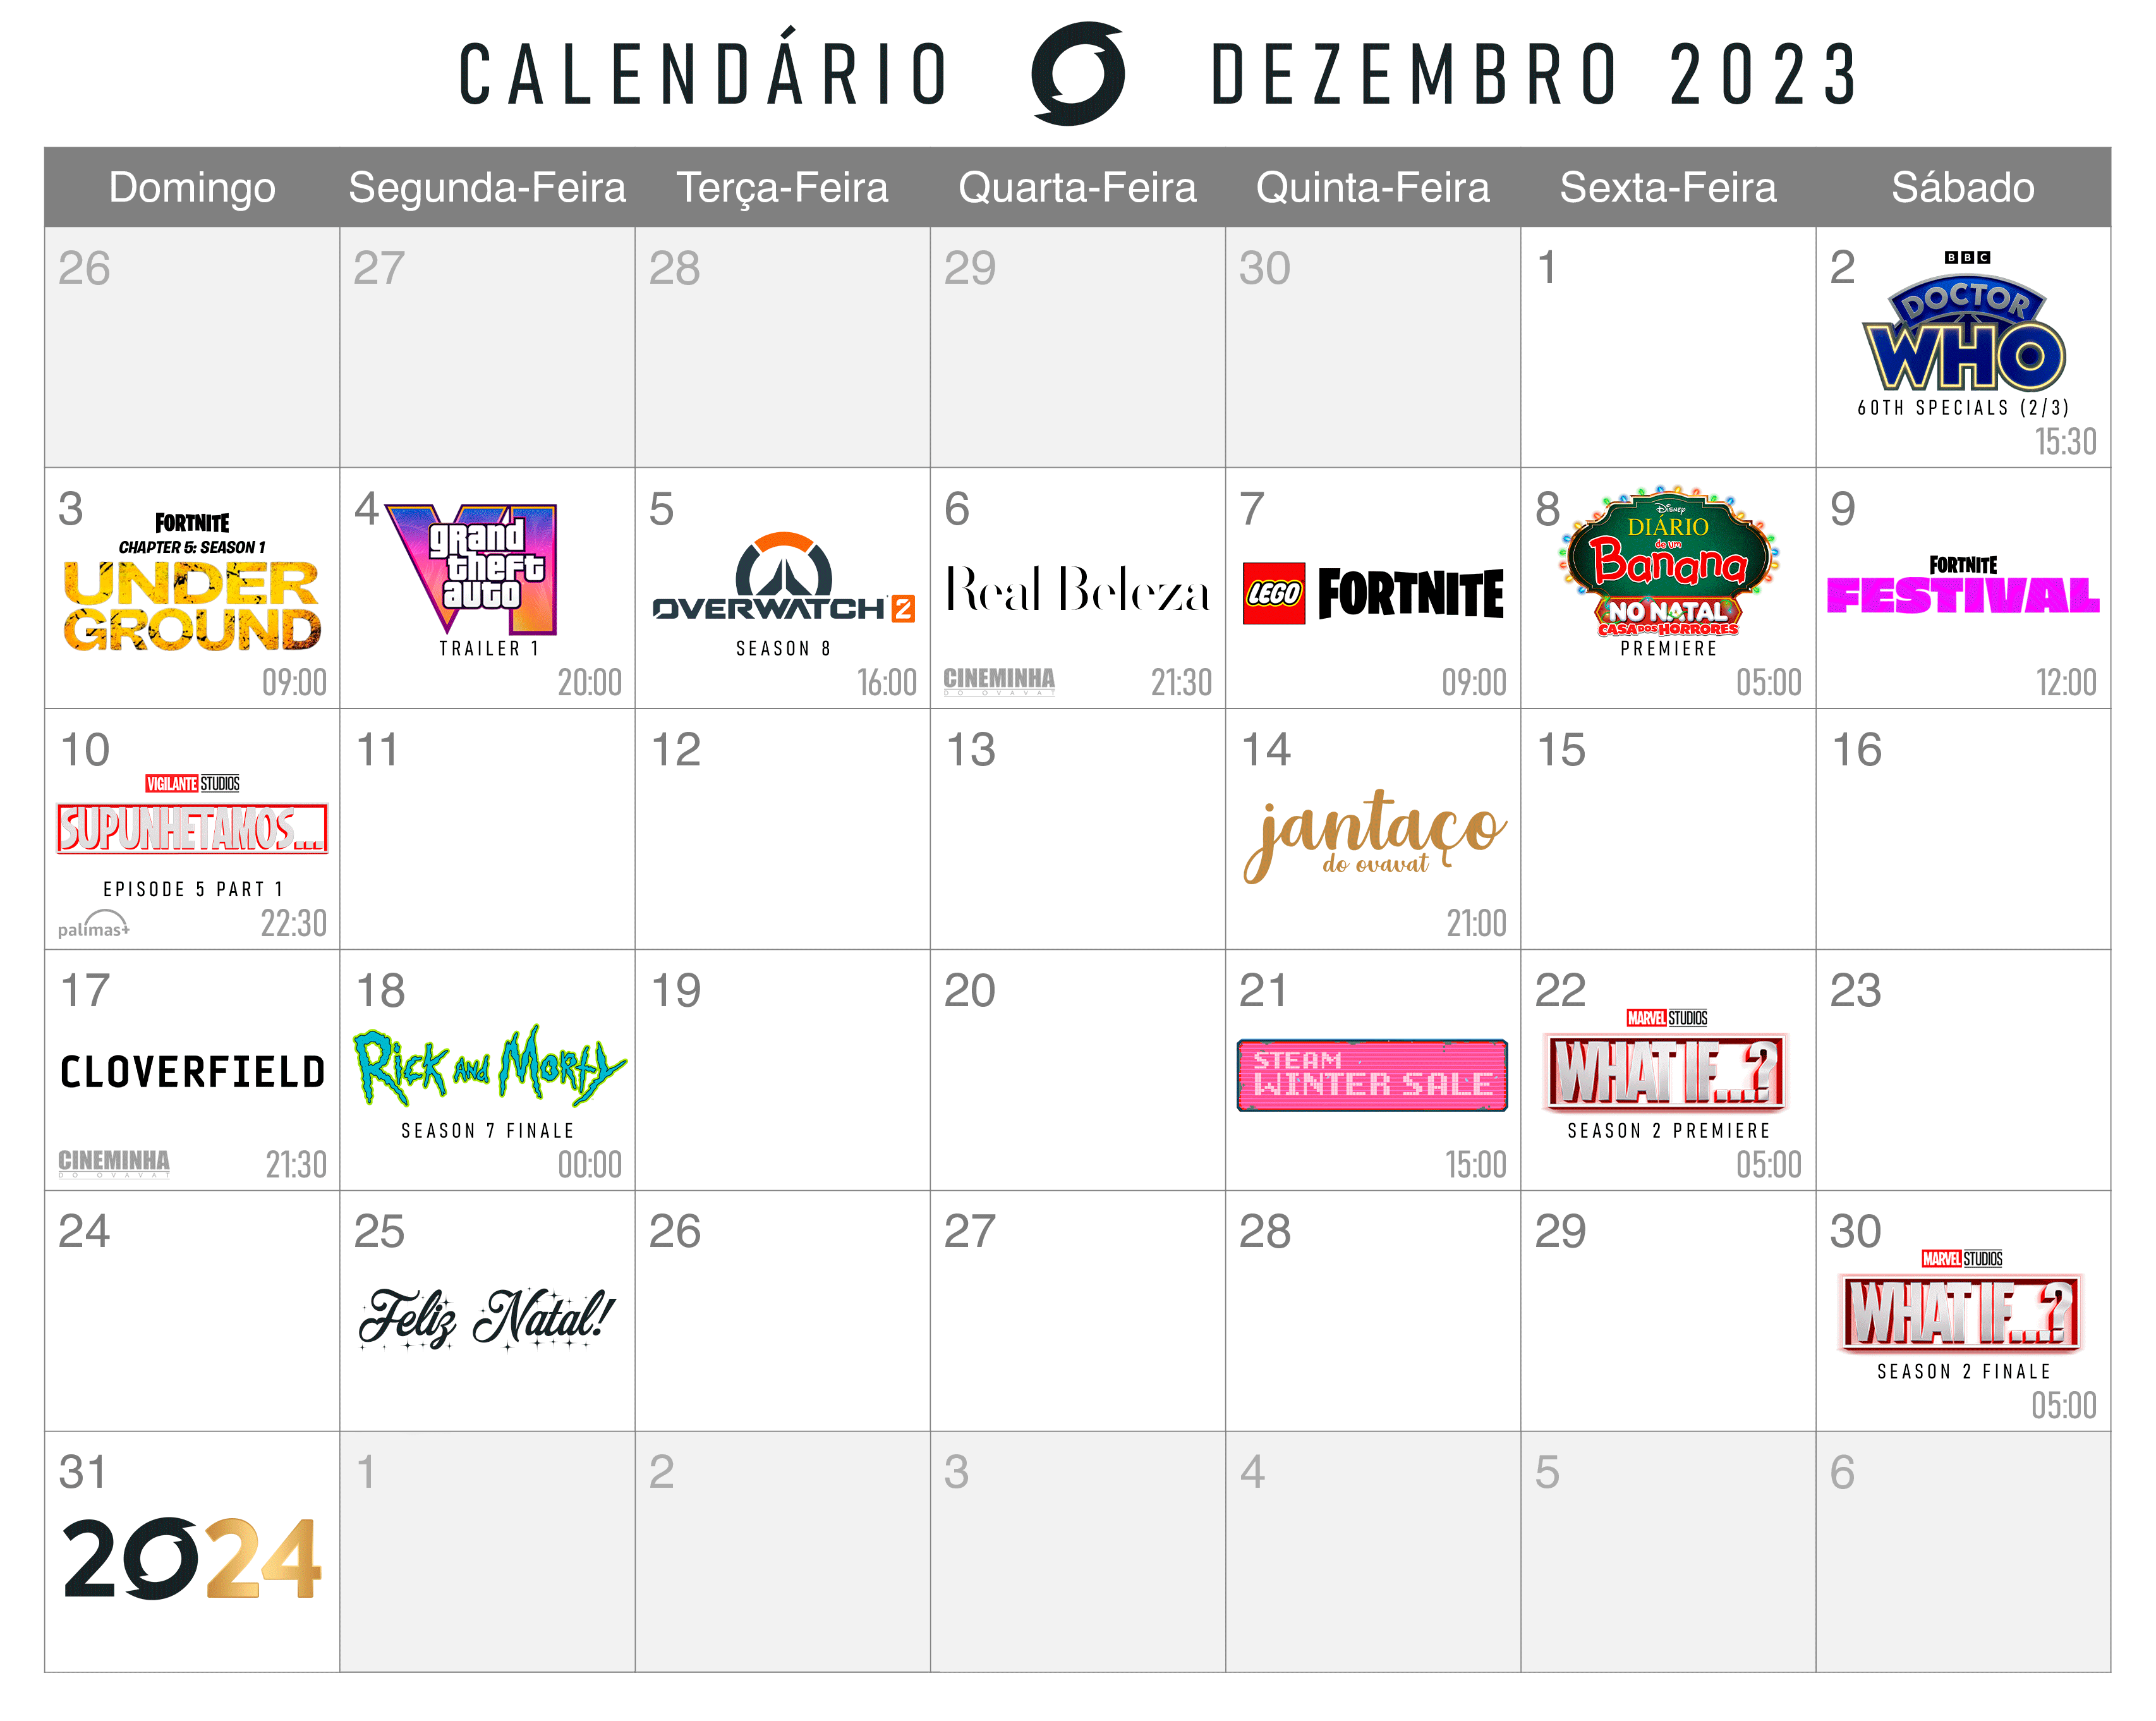 CALENDÁRIO DEZEMBRO 2023
Domingo Segunda-Feira Terça-Feira Quarta-Feira Quinta-Feira Sexta-Feira Sábado
26
27
28
29
30
1
2
BBC
DOCTOR
WHO
60TH SPECIALS (2/3)
15:30
3
FORTNITE
CHAPTER 5: SEASON 1
UNDER
GROUND
09:00
4
VI
grand
theft
auto
TRAILER 1
20:00
5
OVERWATCH 2
SEASON 8
16:00
6
Real Beleza
CINEMINHA
DO OVAVAT
21:30
7
LEGO FORTNITE
09:00
8
Disney
DIÁRIO
de um
Banana
NO NATAL
CASA DOS HORRORES
PREMIERE
05:00
9
FORTNITE
FESTIVAL
12:00
10
VIGILANTE STUDIOS
SUPUNHETAMOS...
EPISODE 5 PART 1
palimas+
22:30
11
12
13
14
jantaço
do ovavat
21:00
15
16
17
CLOVERFIELD
CINEMINHA
DO OVAVAT
21:30
18
RICK AND MORTY
SEASON 7 FINALE
00:00
19
20
21
STEAM
WINTER SALE
15:00
22
MARVEL STUDIOS
WHAT IF...?
SEASON 2 PREMIERE
05:00
23
24
25
Feliz Natal!
26
27
28
29
30
MARVEL STUDIOS
WHAT IF...?
SEASON 2 FINALE
05:00
31
2024
1
2
3
4
5
6